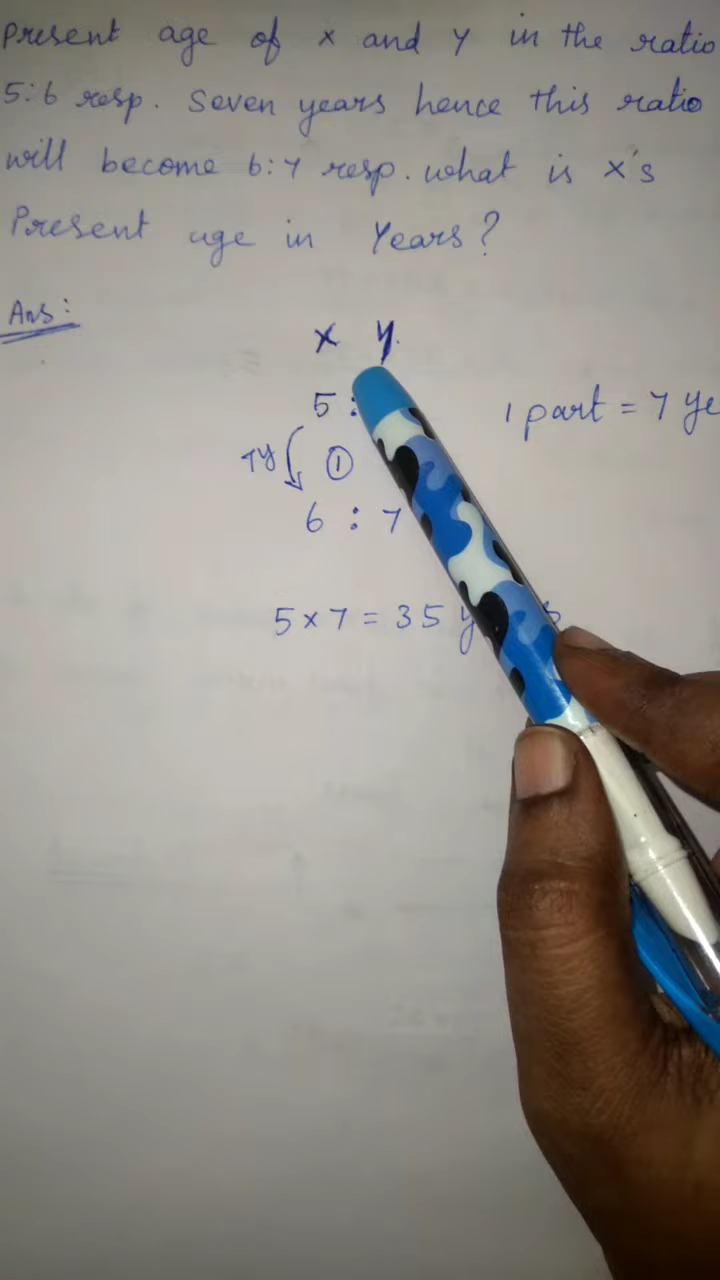 Present age of x and y in the ratio
5:6 resp. Seven years hence this ratio
will become 6:7 resp. what is x's
Present age in Years?
Ans:
x y
5 : 1 part = 7 ye
7y ①
6 : 7
5 × 7 = 35 y